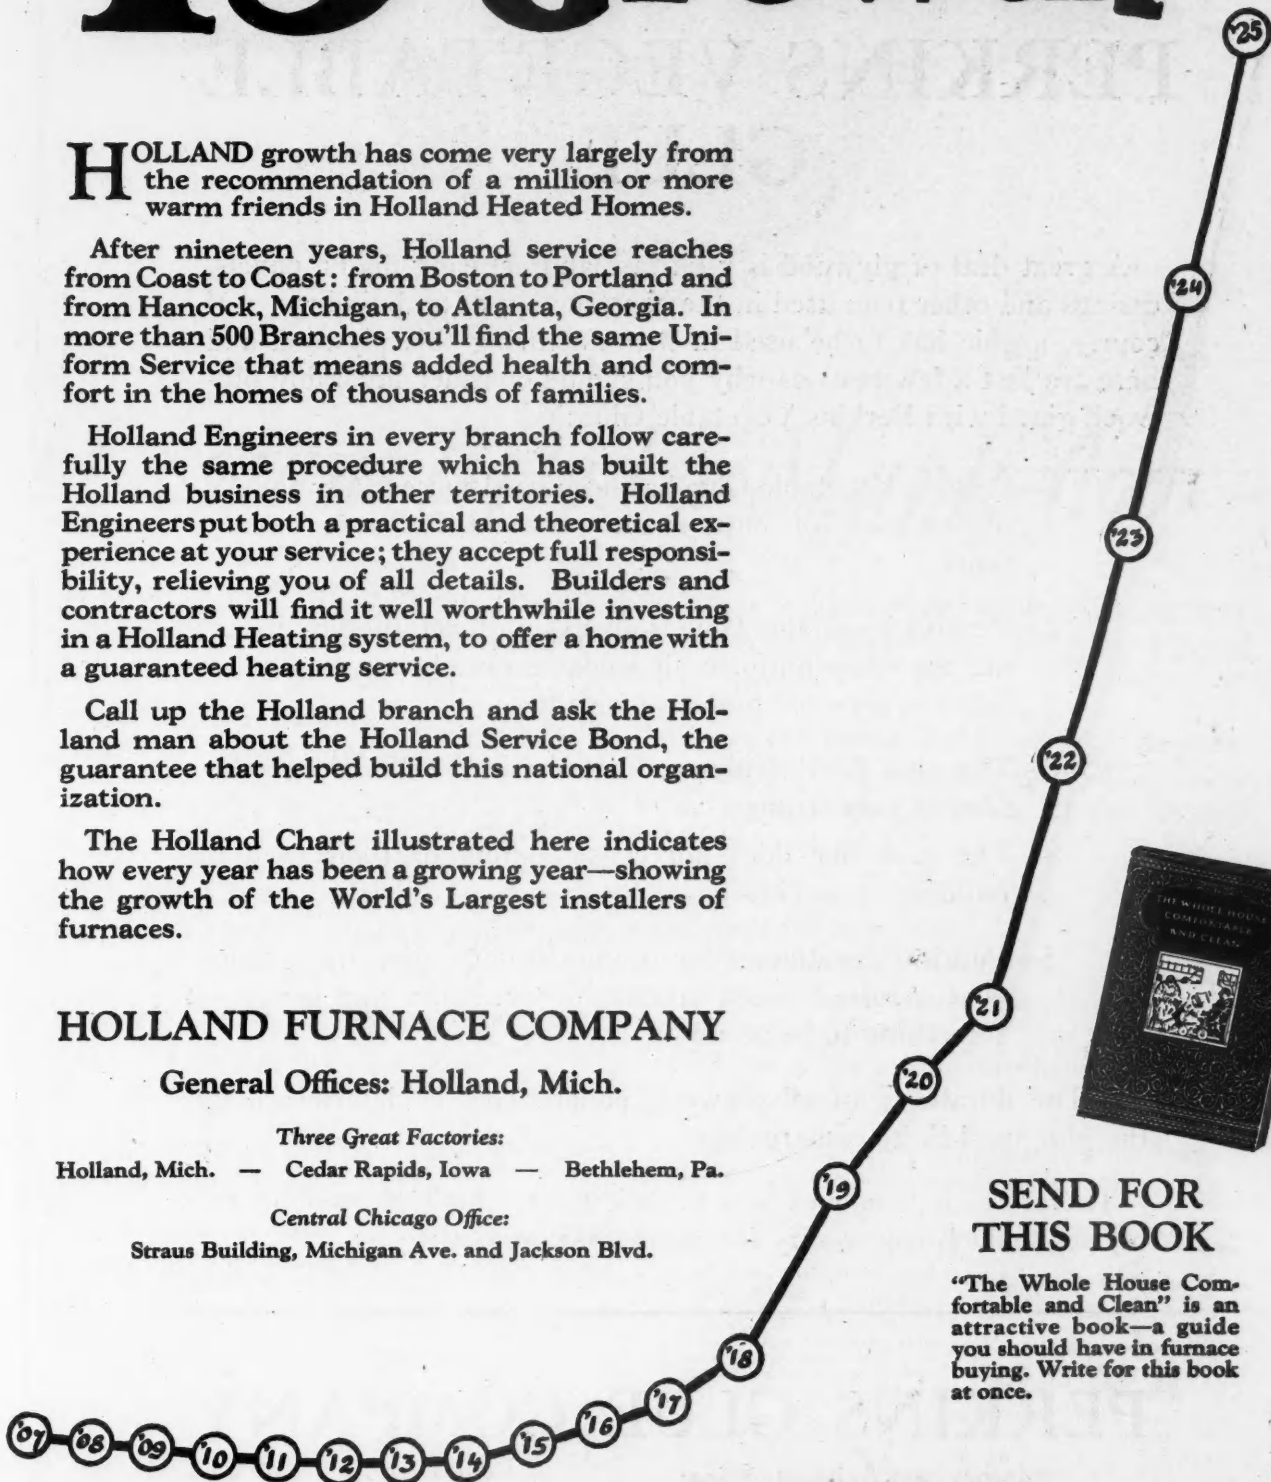 HOLLAND growth has come very largely from
the recommendation of a million or more
warm friends in Holland Heated Homes.
After nineteen years, Holland service reaches
from Coast to Coast: from Boston to Portland and
from Hancock, Michigan, to Atlanta, Georgia. In
more than 500 Branches you'll find the same Uni-
form Service that means added health and com-
fort in the homes of thousands of families.
Holland Engineers in every branch follow care-
fully the same procedure which has built the
Holland business in other territories. Holland
Engineers put both a practical and theoretical ex-
perience at your service; they accept full responsi-
bility, relieving you of all details. Builders and
contractors will find it well worthwhile investing
in a Holland Heating system, to offer a home with
a guaranteed heating service.
Call up the Holland branch and ask the Hol-
land man about the Holland Service Bond, the
guarantee that helped build this national organ-
ization.
The Holland Chart illustrated here indicates
how every year has been a growing year—showing
the growth of the World's Largest installers of
furnaces.
HOLLAND FURNACE COMPANY
General Offices: Holland, Mich.
Three Great Factories:
Holland, Mich. — Cedar Rapids, Iowa — Bethlehem, Pa.
Central Chicago Office:
Straus Building, Michigan Ave. and Jackson Blvd.
'07 '08 '09 '10 '11 '12 '13 '14 '15 '16 '17 '18 '19 '20 '21 '22 '23 '24 '25
THE WHOLE HOUSE
COMFORTABLE
AND CLEAN
SEND FOR
THIS BOOK
"The Whole House Com-
fortable and Clean" is an
attractive book—a guide
you should have in furnace
buying. Write for this book
at once.